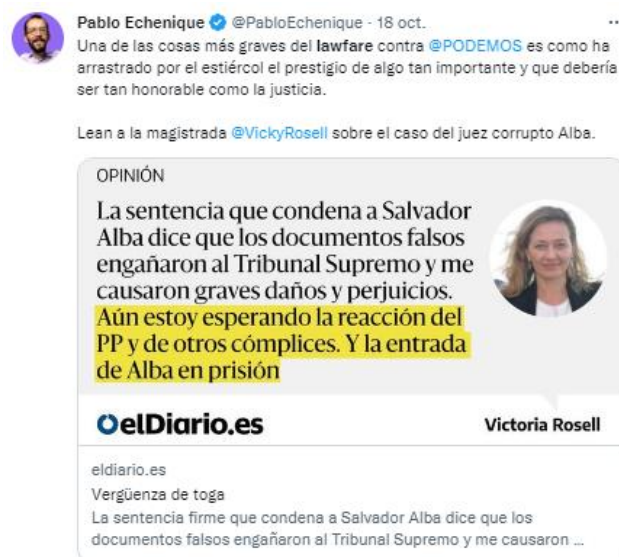 Pablo Echenique @PabloEchenique · 18 oct.
Una de las cosas más graves del lawfare contra @PODEMOS es como ha
arrastrado por el estiércol el prestigio de algo tan importante y que debería
ser tan honorable como la justicia.
Lean a la magistrada @VickyRosell sobre el caso del juez corrupto Alba.
OPINIÓN
La sentencia que condena a Salvador
Alba dice que los documentos falsos
engañaron al Tribunal Supremo y me
causaron graves daños y perjuicios.
Aún estoy esperando la reacción del
PP y de otros cómplices. Y la entrada
de Alba en prisión
elDiario.es
Victoria Rosell
eldiario.es
Vergüenza de toga
La sentencia firme que condena a Salvador Alba dice que los
documentos falsos engañaron al Tribunal Supremo y me causaron ...